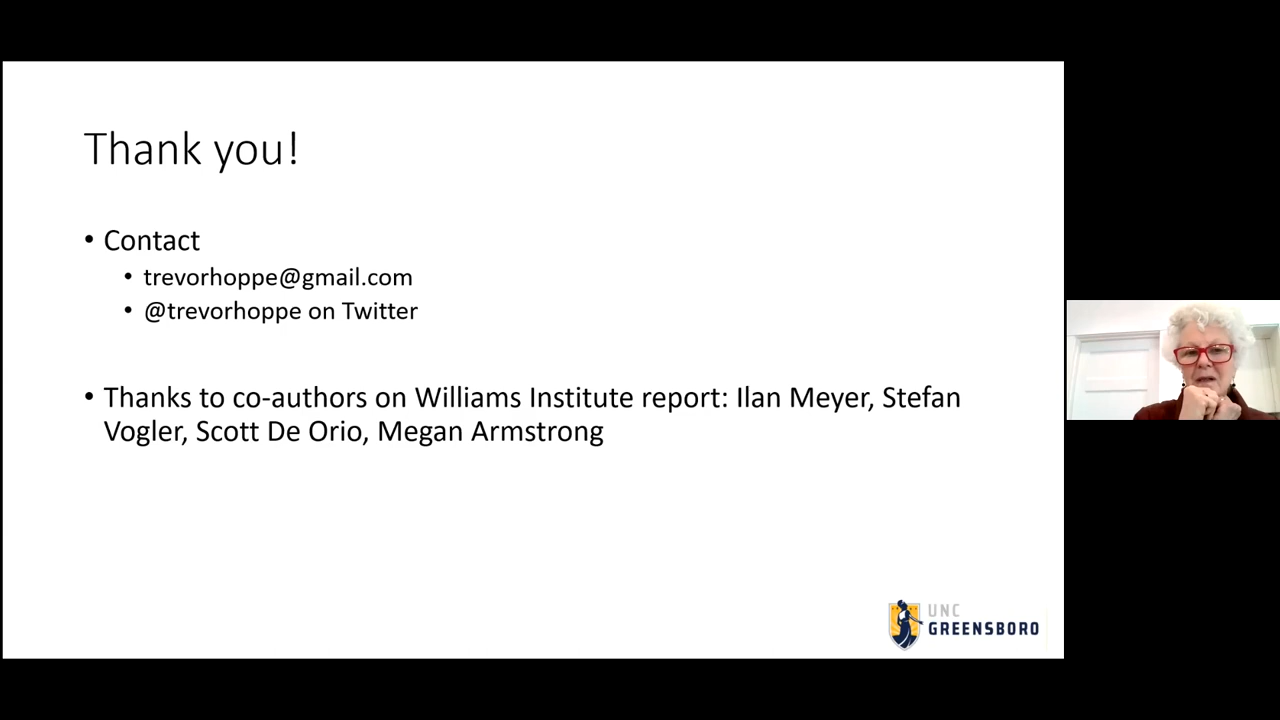 Thank you!
• Contact
• trevorhoppe@gmail.com
• @trevorhoppe on Twitter
• Thanks to co-authors on Williams Institute report: Ilan Meyer, Stefan
Vogler, Scott De Orio, Megan Armstrong
UNC
GREENSBORO